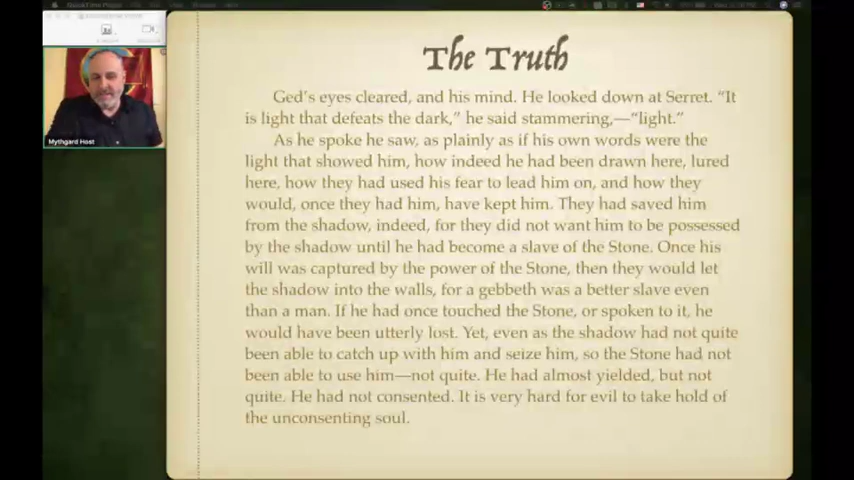 The Truth
Ged's eyes cleared, and his mind. He looked down at Serret. "It
is light that defeats the dark," he said stammering,—"light."
As he spoke he saw, as plainly as if his own words were the
light that showed him, how indeed he had been drawn here, lured
here, how they had used his fear to lead him on, and how they
would, once they had him, have kept him. They had saved him
from the shadow, indeed, for they did not want him to be possessed
by the shadow until he had become a slave of the Stone. Once his
will was captured by the power of the Stone, then they would let
the shadow into the walls, for a gebbeth was a better slave even
than a man. If he had once touched the Stone, or spoken to it, he
would have been utterly lost. Yet, even as the shadow had not quite
been able to catch up with him and seize him, so the Stone had not
been able to use him—not quite. He had almost yielded, but not
quite. He had not consented. It is very hard for evil to take hold of
the unconsenting soul.
Mythgard Host